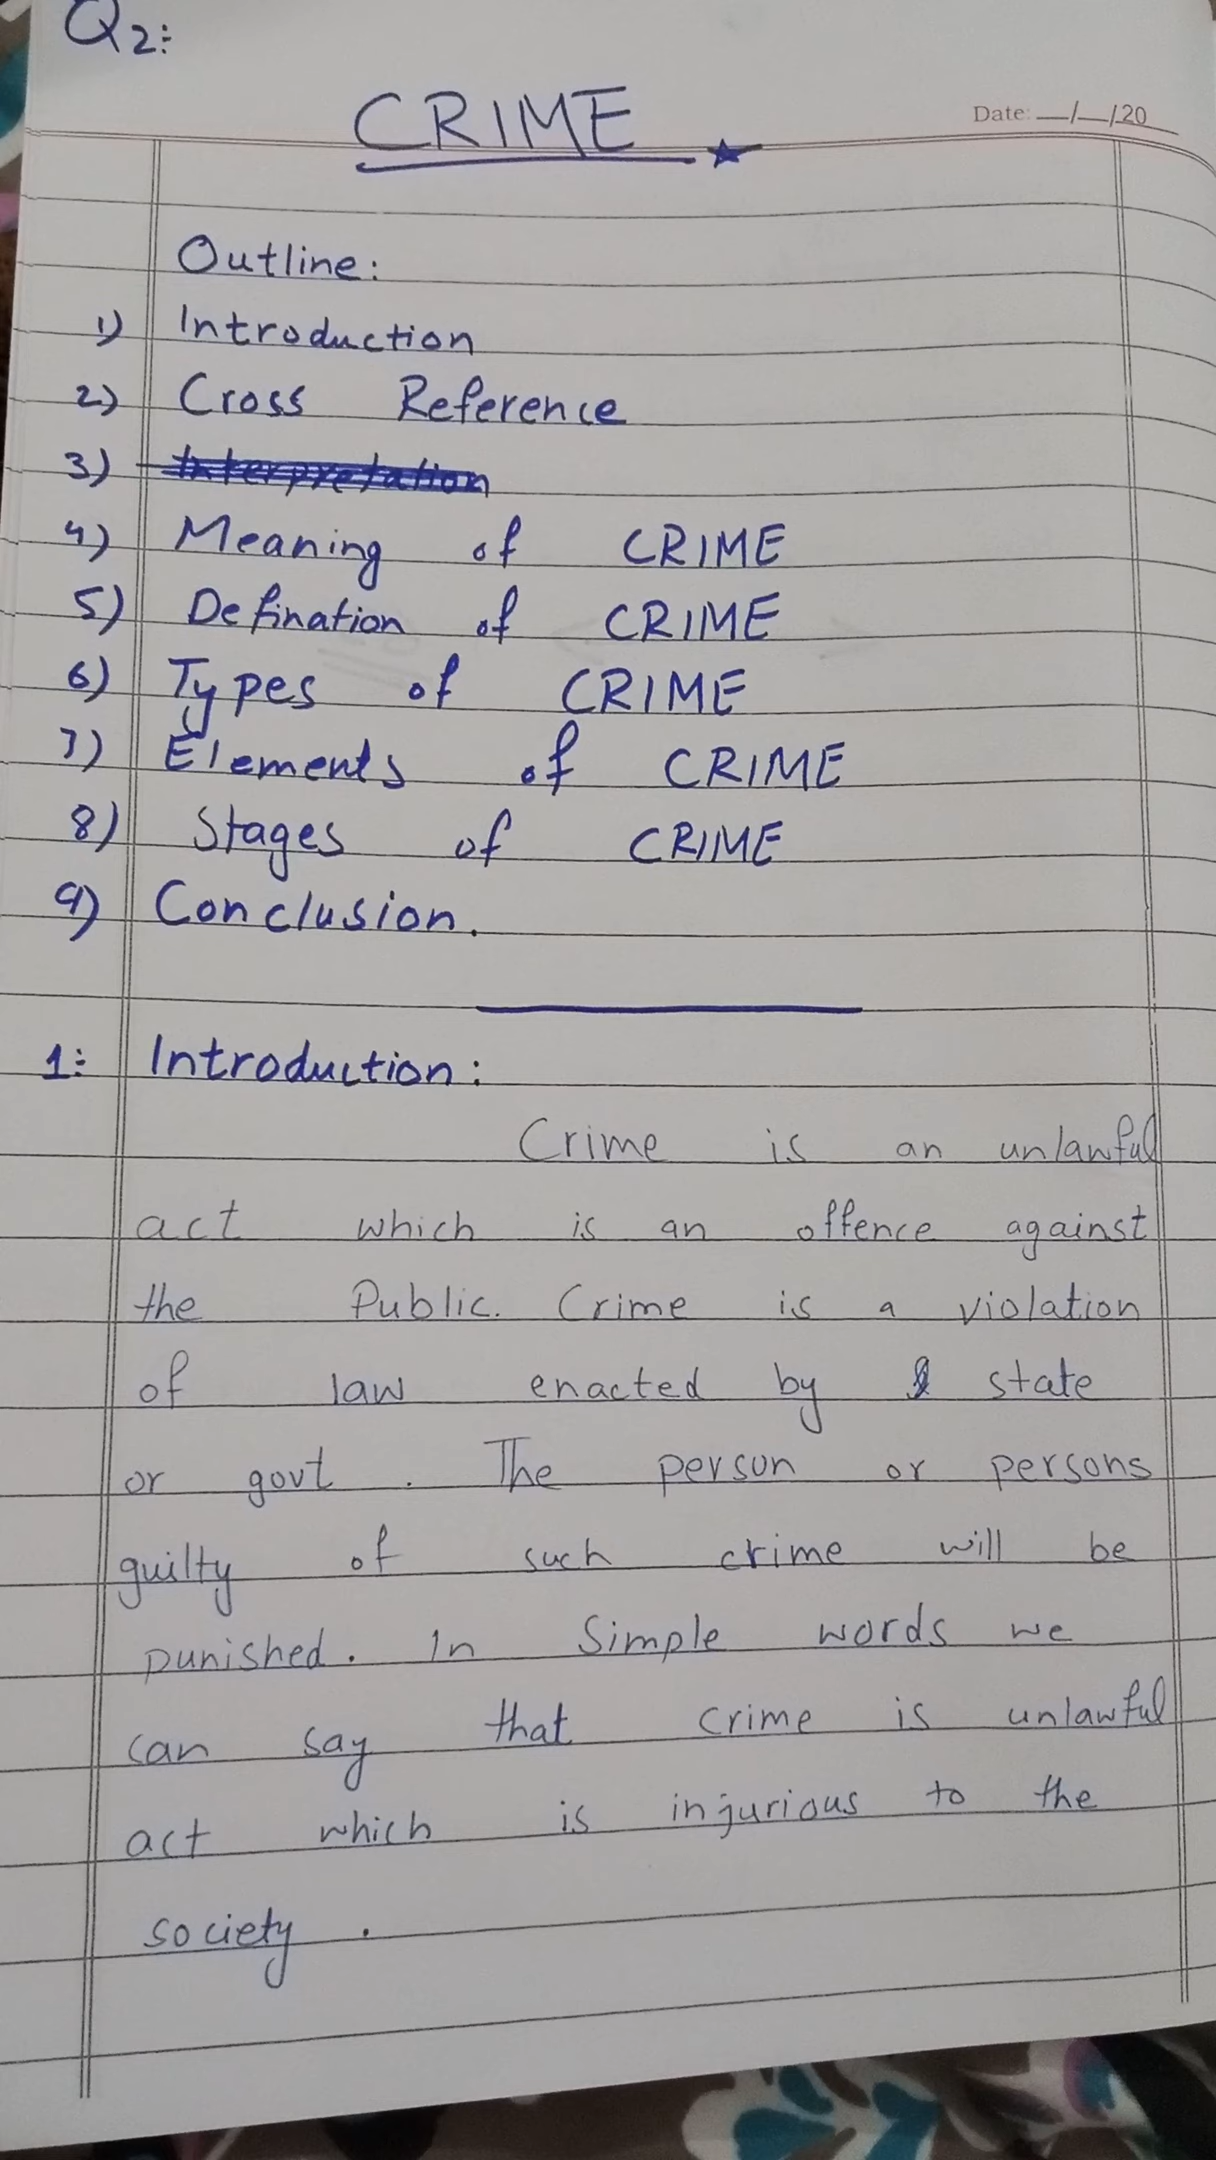 Q2:
CRIME
Date: __/__/20__
Outline:
1) Introduction
2) Cross Reference
3) Interpretation
4) Meaning of CRIME
5) Defination of CRIME
6) Types of CRIME
7) Elements of CRIME
8) Stages of CRIME
9) Conclusion.
1: Introduction:
Crime is an unlawful
act which is an offence against
the Public. Crime is a violation
of law enacted by state
or govt. The person or persons
guilty of such crime will be
punished. In Simple words we
can say that crime is unlawful
act which is injurious to the
society.